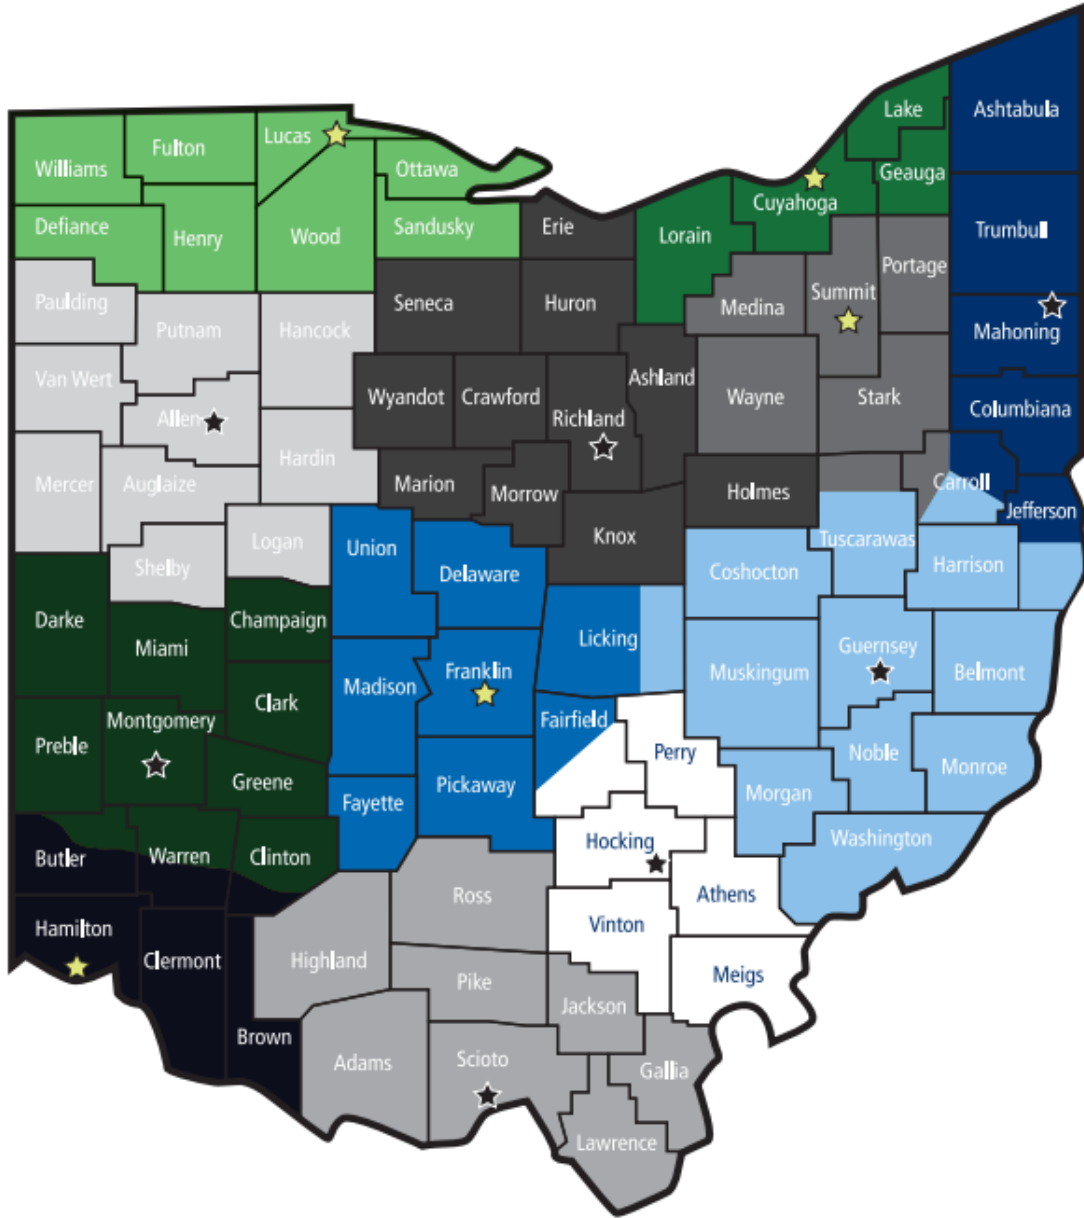 Lake
Ashtabula
Lucas
Fulton
Williams
Ottawa
Geauga
Cuyahoga
Defiance
Henry
Wood
Sandusky
Erie
Lorain
Trumbull
Portage
Paulding
Putnam
Hancock
Seneca
Huron
Medina
Summit
Mahoning
Van Wert
Allen
Wyandot
Crawford
Richland
Ashland
Wayne
Stark
Columbiana
Mercer
Auglaize
Hardin
Marion
Morrow
Holmes
Carroll
Jefferson
Logan
Union
Knox
Tuscarawas
Shelby
Delaware
Coshocton
Harrison
Darke
Miami
Champaign
Licking
Guernsey
Franklin
Muskingum
Belmont
Clark
Madison
Montgomery
Fairfield
Preble
Perry
Noble
Monroe
Greene
Fayette
Pickaway
Morgan
Butler
Warren
Clinton
Hocking
Washington
Ross
Athens
Hamilton
Vinton
Clermont
Highland
Pike
Meigs
Jackson
Brown
Adams
Scioto
Gallia
Lawrence